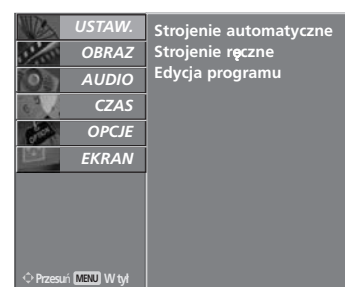 USTAW.
OBRAZ
AUDIO
CZAS
OPCJE
EKRAN
Strojenie automatyczne
Strojenie ręczne
Edycja programu
Przesuń MENU W tył